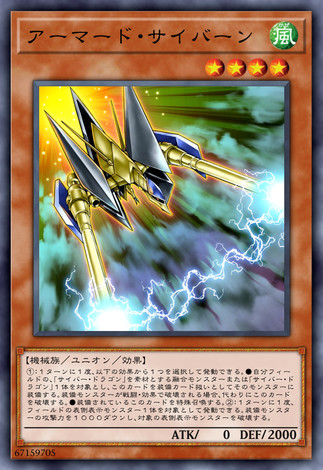 アーマード・サイバーン
風
【機械族／ユニオン／効果】
①：１ターンに１度、以下の効果から１つを選択して発動できる。●自分フィー
ルドの、「サイバー・ドラゴン」を素材とする融合モンスターまたは「サイバー・ドラ
ゴン」１体を対象とし、このカードを装備カード扱いとしてそのモンスターに
装備する。装備モンスターが戦闘・効果で破壊される場合、代わりにこのカード
を破壊する。●装備されているこのカードを特殊召喚する。②：１ターンに１度、
フィールドの表側表示モンスター１体を対象として発動できる。装備モンスター
の攻撃力を１０００ダウンし、対象の表側表示モンスターを破壊する。
ATK/ 0 DEF/2000
67159705